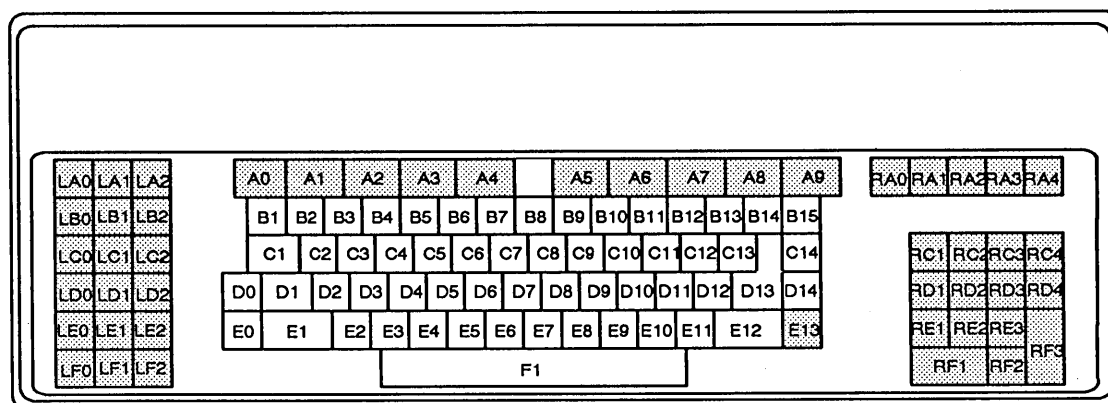 LA0 LA1 LA2 A0 A1 A2 A3 A4 A5 A6 A7 A8 A9 RA0 RA1 RA2 RA3 RA4
LB0 LB1 LB2 B1 B2 B3 B4 B5 B6 B7 B8 B9 B10 B11 B12 B13 B14 B15
LC0 LC1 LC2 C1 C2 C3 C4 C5 C6 C7 C8 C9 C10 C11 C12 C13 C14 RC1 RC2 RC3 RC4
LD0 LD1 LD2 D0 D1 D2 D3 D4 D5 D6 D7 D8 D9 D10 D11 D12 D13 D14 RD1 RD2 RD3 RD4
LE0 LE1 LE2 E0 E1 E2 E3 E4 E5 E6 E7 E8 E9 E10 E11 E12 E13 RE1 RE2 RE3
LF0 LF1 LF2 F1 RF1 RF2 RF3